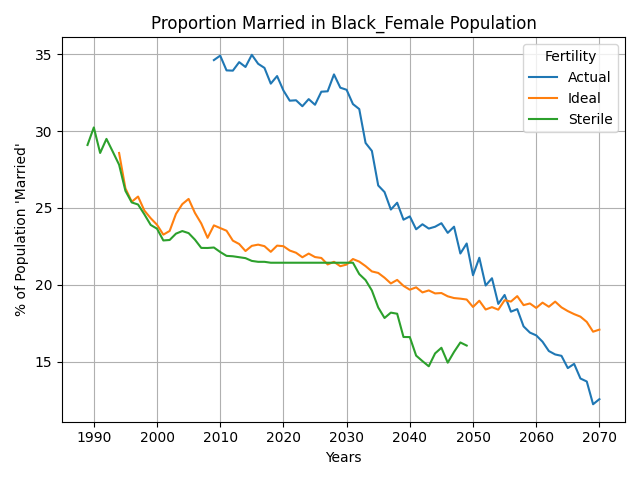 Proportion Married in Black_Female Population
% of Population 'Married'
35
30
25
20
15
Fertility
Actual
Ideal
Sterile
1990 2000 2010 2020 2030 2040 2050 2060 2070
Years